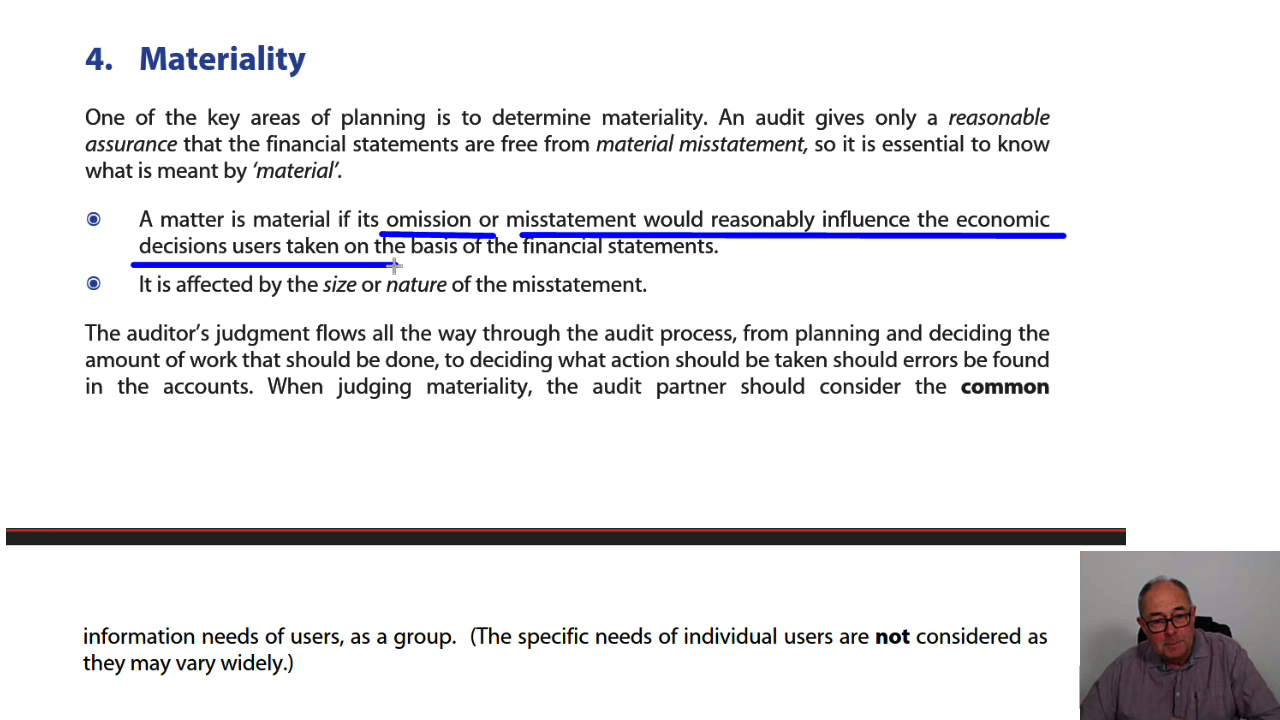 4. Materiality
One of the key areas of planning is to determine materiality. An audit gives only a reasonable
assurance that the financial statements are free from material misstatement, so it is essential to know
what is meant by ‘material’.
A matter is material if its omission or misstatement would reasonably influence the economic
decisions users taken on the basis of the financial statements.
It is affected by the size or nature of the misstatement.
The auditor’s judgment flows all the way through the audit process, from planning and deciding the
amount of work that should be done, to deciding what action should be taken should errors be found
in the accounts. When judging materiality, the audit partner should consider the common
information needs of users, as a group. (The specific needs of individual users are not considered as
they may vary widely.)